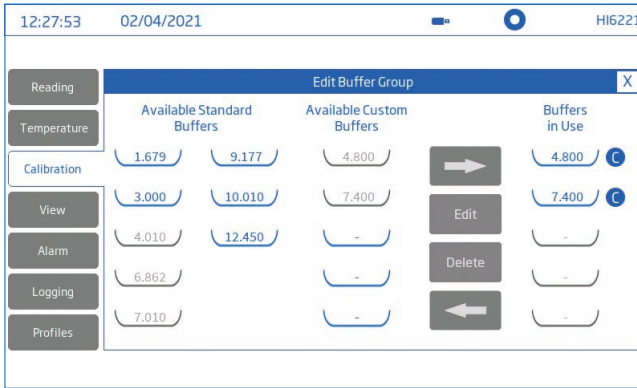 12:27:53 02/04/2021 HI6221
Edit Buffer Group X
Reading
Temperature
Calibration
View
Alarm
Logging
Profiles
Available Standard
Buffers
1.679 9.177
3.000 10.010
4.010 12.450
6.862
7.010
Available Custom
Buffers
4.800
7.400
-
-
-
Edit
Delete
Buffers
in Use
4.800 C
7.400 C
-
-
-